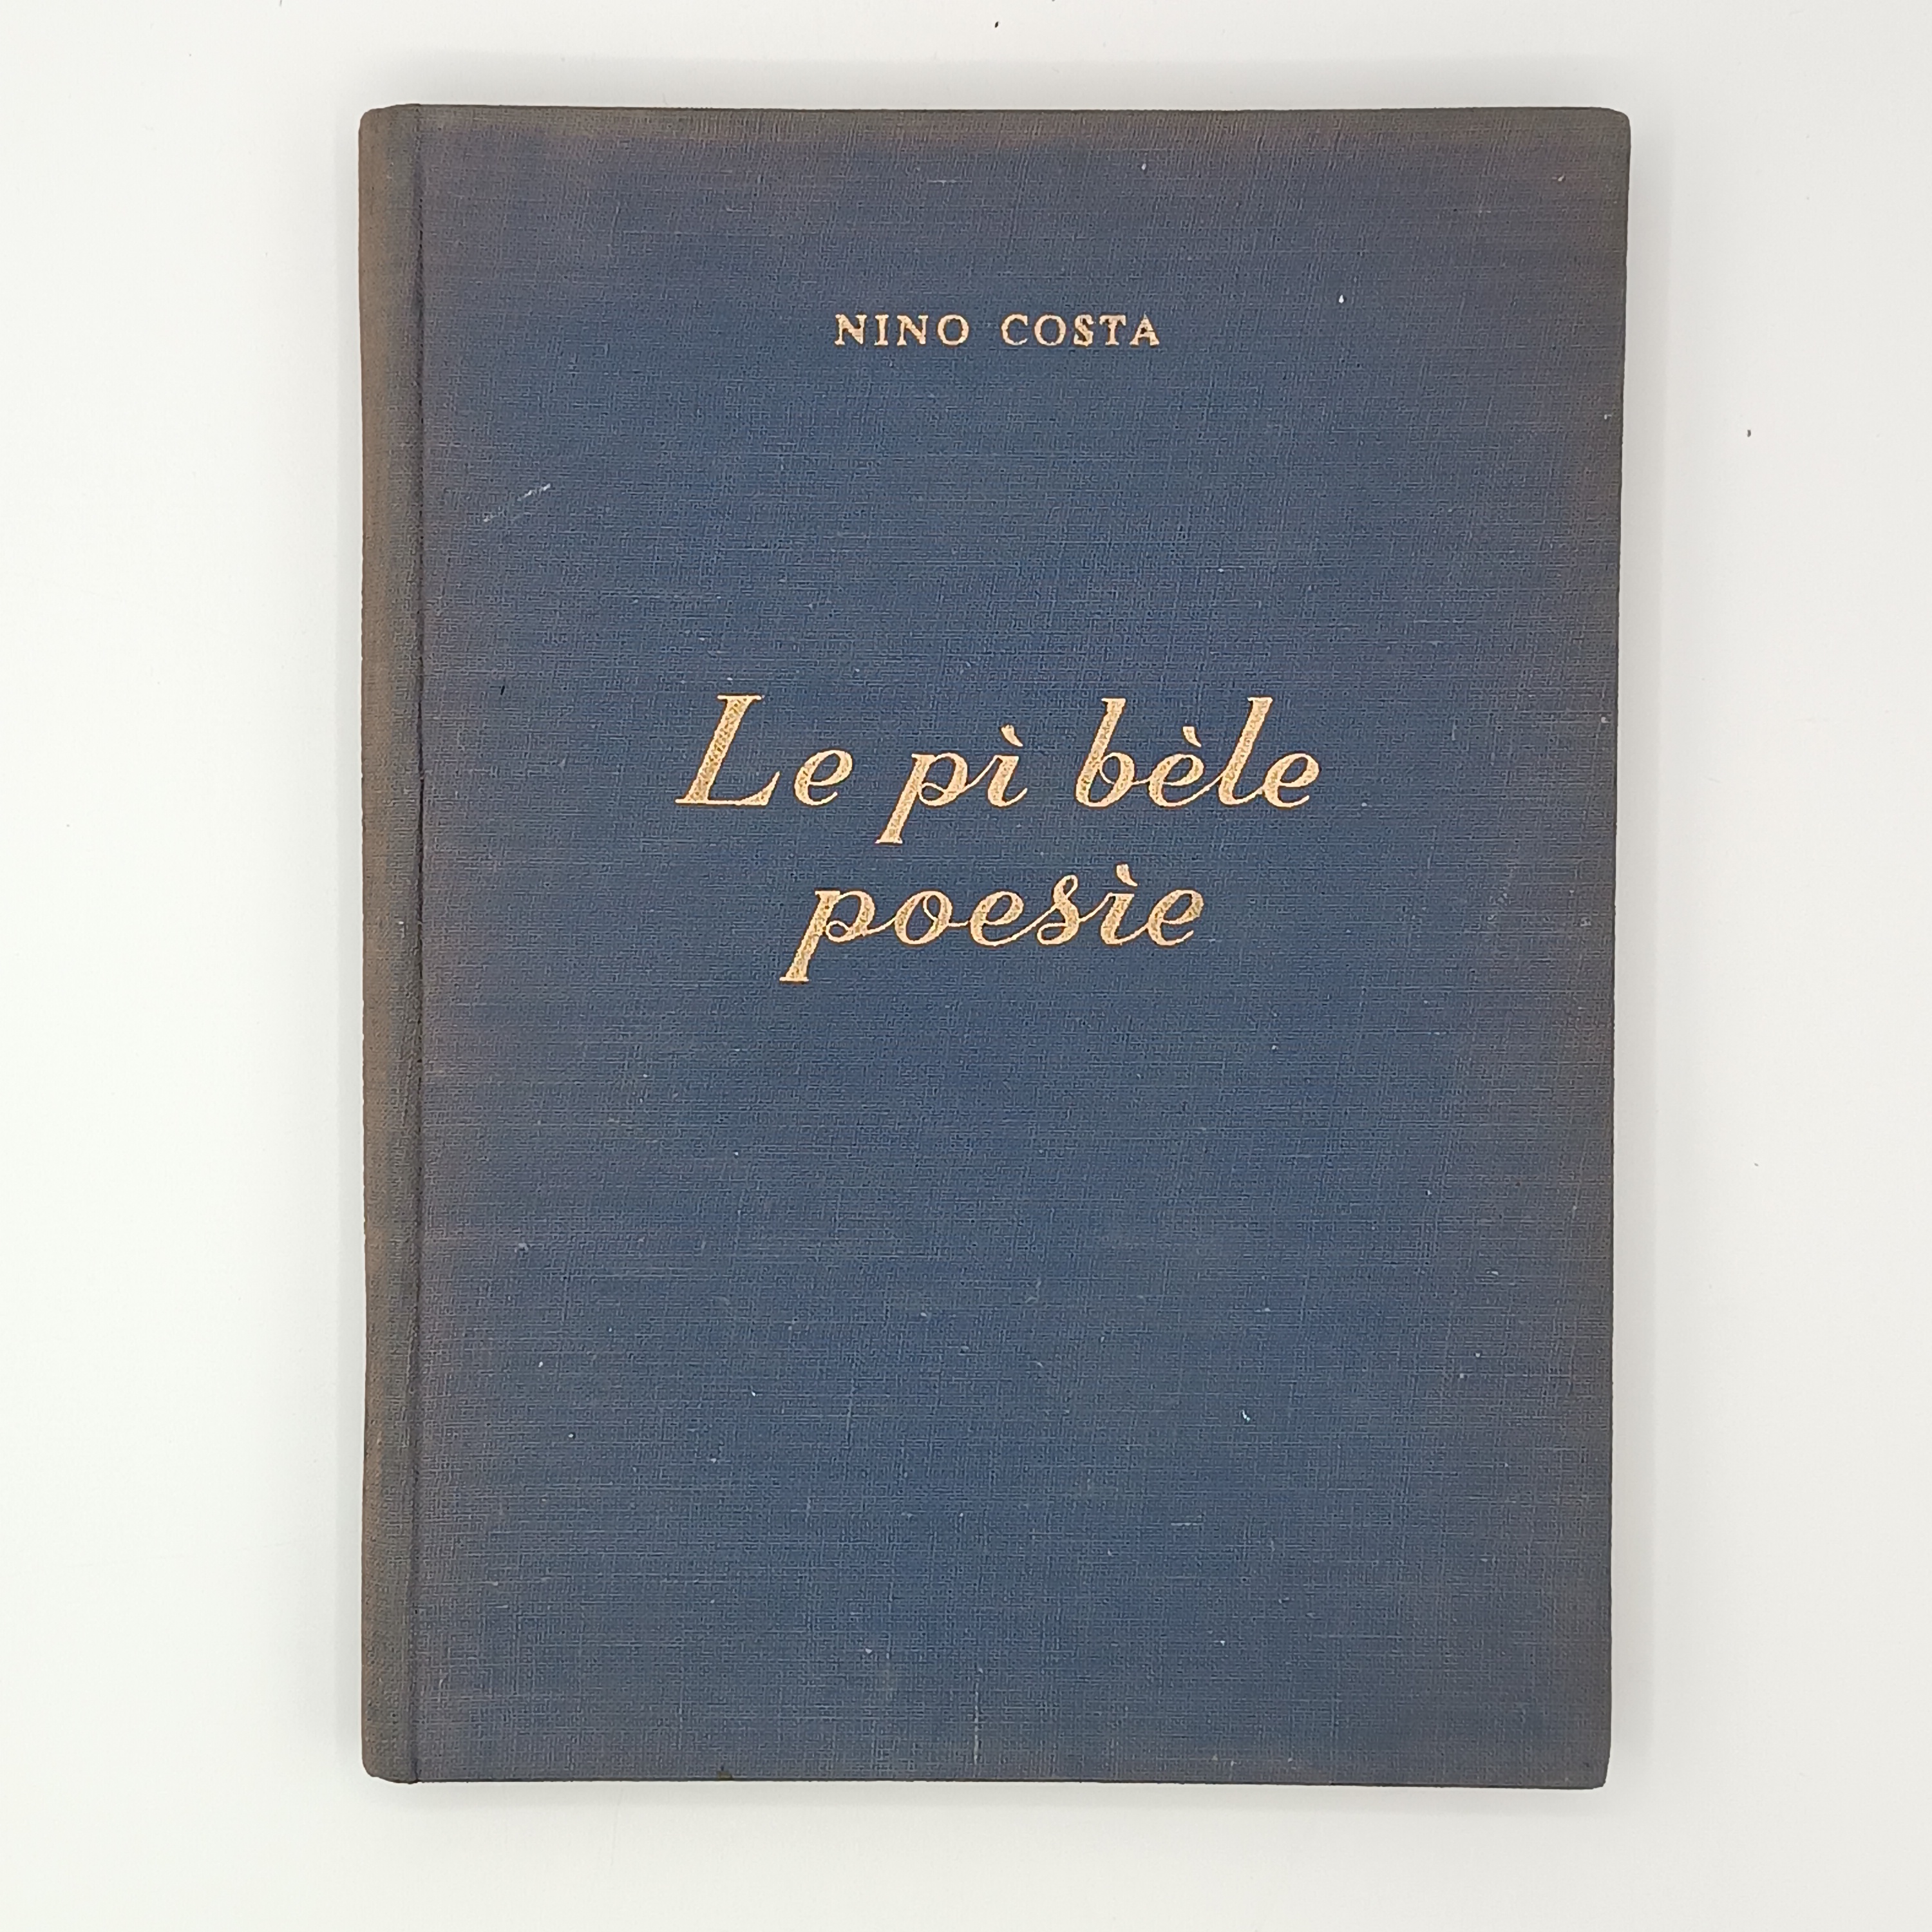 NINO COSTA
Le pì bèle
poesìe